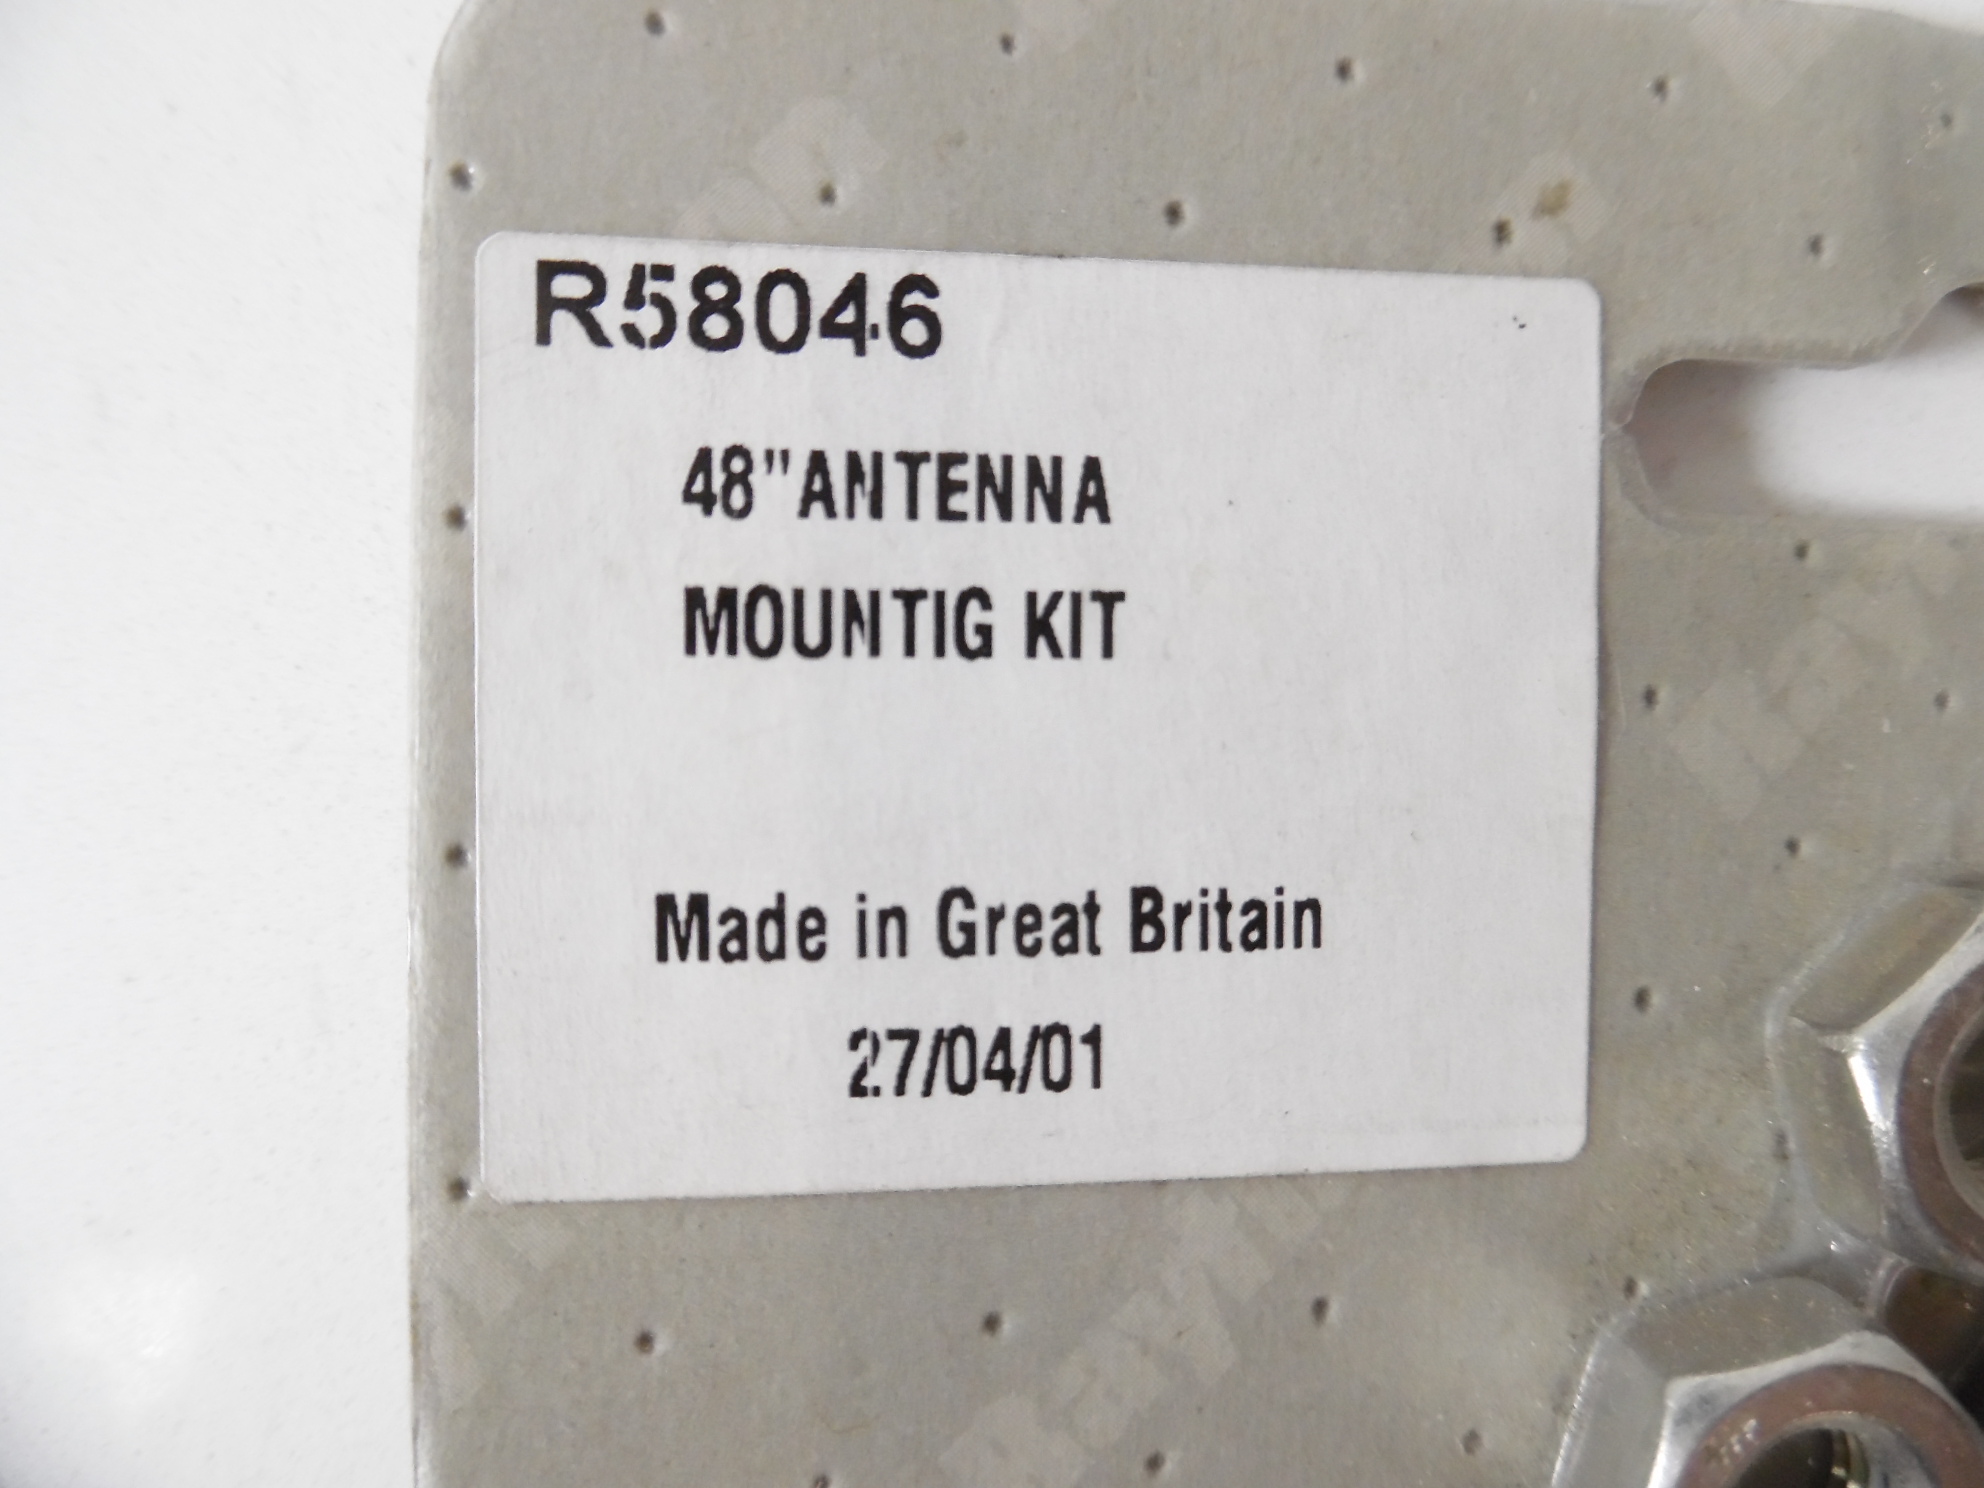 R58046
48"ANTENNA
MOUNTIG KIT
Made in Great Britain
27/04/01